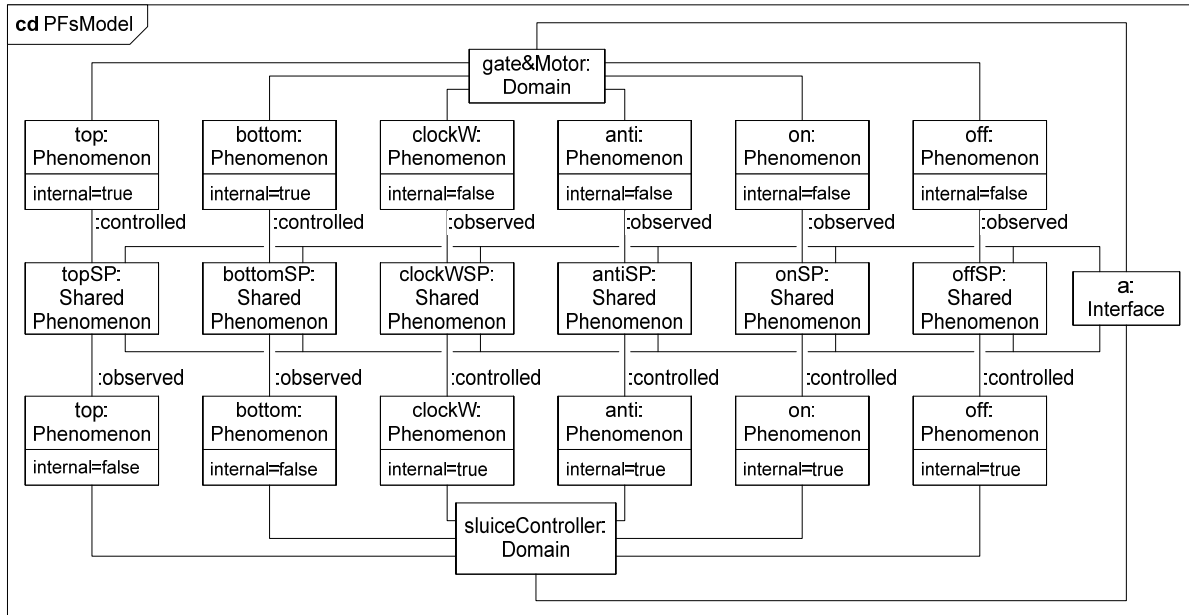 cd PFsModel
gate&Motor:
Domain
top:
Phenomenon
internal=true
bottom:
Phenomenon
internal=true
clockW:
Phenomenon
internal=false
anti:
Phenomenon
internal=false
on:
Phenomenon
internal=false
off:
Phenomenon
internal=false
:controlled
:controlled
:observed
:observed
:observed
:observed
topSP:
Shared
Phenomenon
bottomSP:
Shared
Phenomenon
clockWSP:
Shared
Phenomenon
antiSP:
Shared
Phenomenon
onSP:
Shared
Phenomenon
offSP:
Shared
Phenomenon
a:
Interface
:observed
:observed
:controlled
:controlled
:controlled
:controlled
top:
Phenomenon
internal=false
bottom:
Phenomenon
internal=false
clockW:
Phenomenon
internal=true
anti:
Phenomenon
internal=true
on:
Phenomenon
internal=true
off:
Phenomenon
internal=true
sluiceController:
Domain